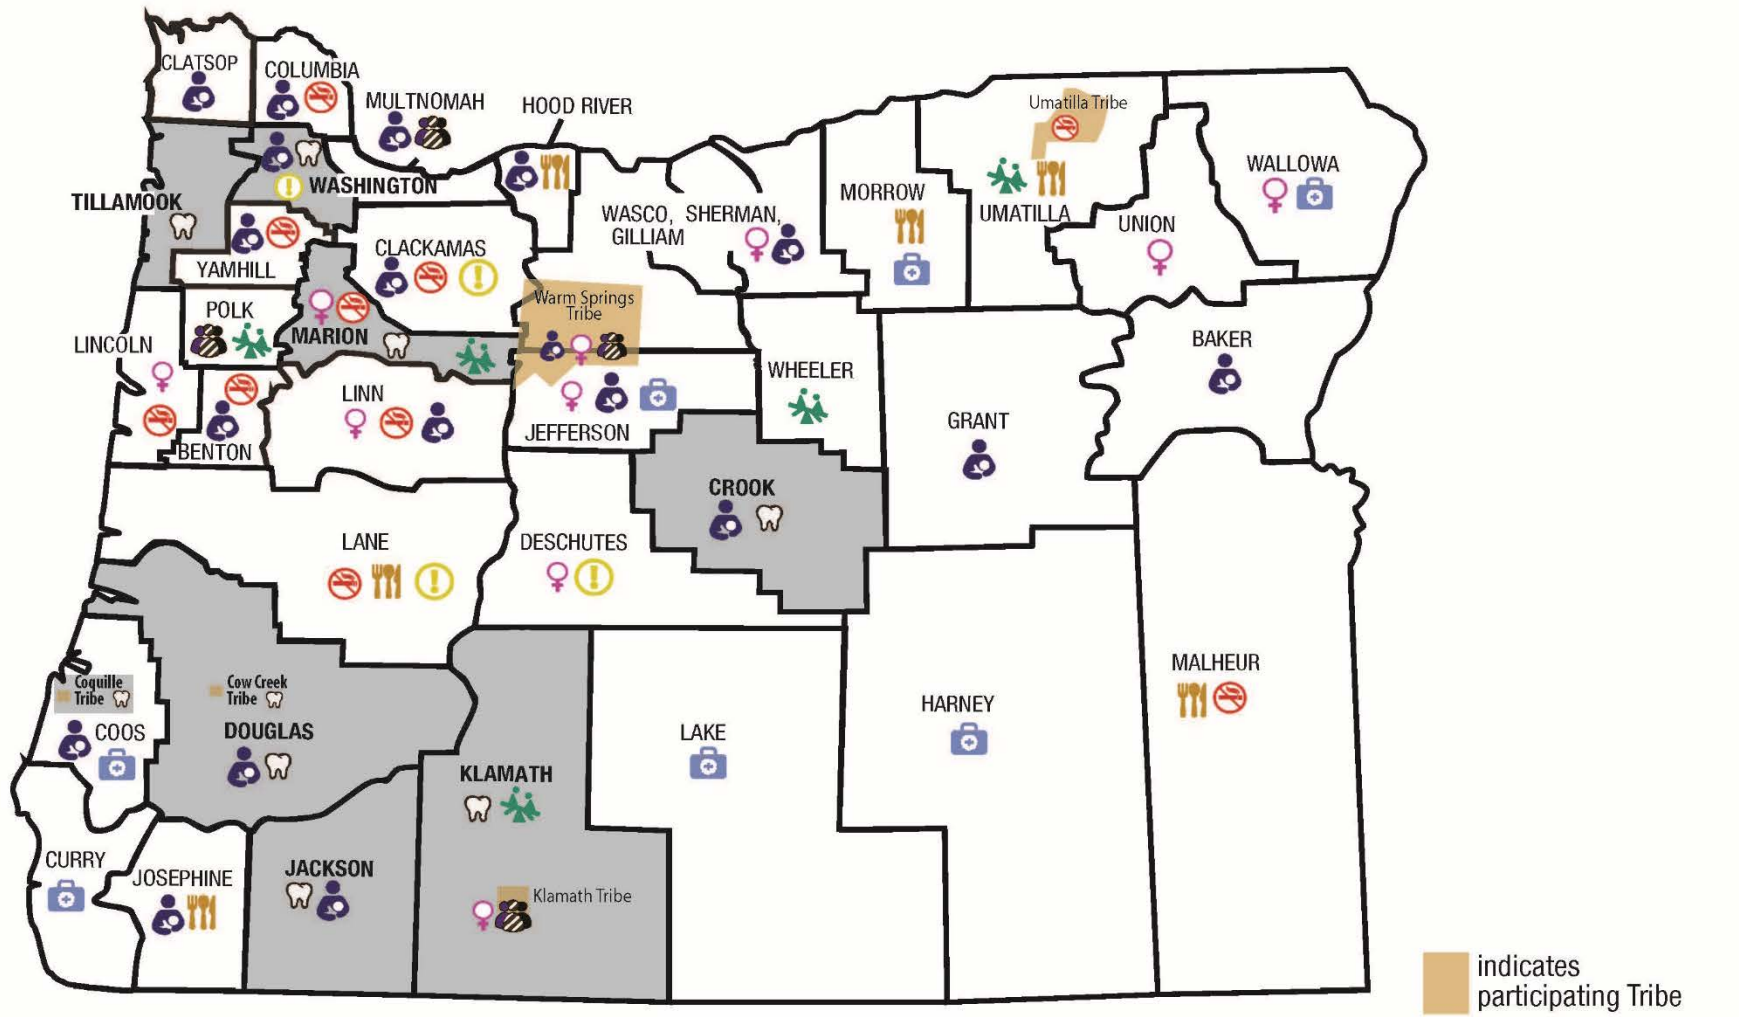 CLATSOP
COLUMBIA
MULTNOMAH
HOOD RIVER
WASHINGTON
TILLAMOOK
YAMHILL
CLACKAMAS
WASCO, SHERMAN,
GILLIAM
MORROW
Umatilla Tribe
UMATILLA
UNION
WALLOWA
POLK
MARION
Warm Springs
Tribe
LINCOLN
BENTON
LINN
JEFFERSON
WHEELER
GRANT
BAKER
CROOK
LANE
DESCHUTES
Coquille
Tribe
COOS
Cow Creek
Tribe
DOUGLAS
KLAMATH
LAKE
HARNEY
MALHEUR
CURRY
JOSEPHINE
JACKSON
Klamath Tribe
indicates
participating Tribe